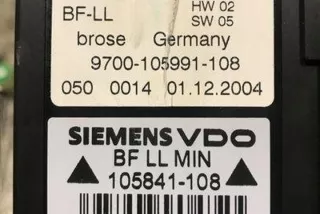 BF-LL HW 02
SW 05
brose Germany
9700-105991-108
050 0014 01.12.2004
SIEMENS VDO
BF LL MIN
105841-108